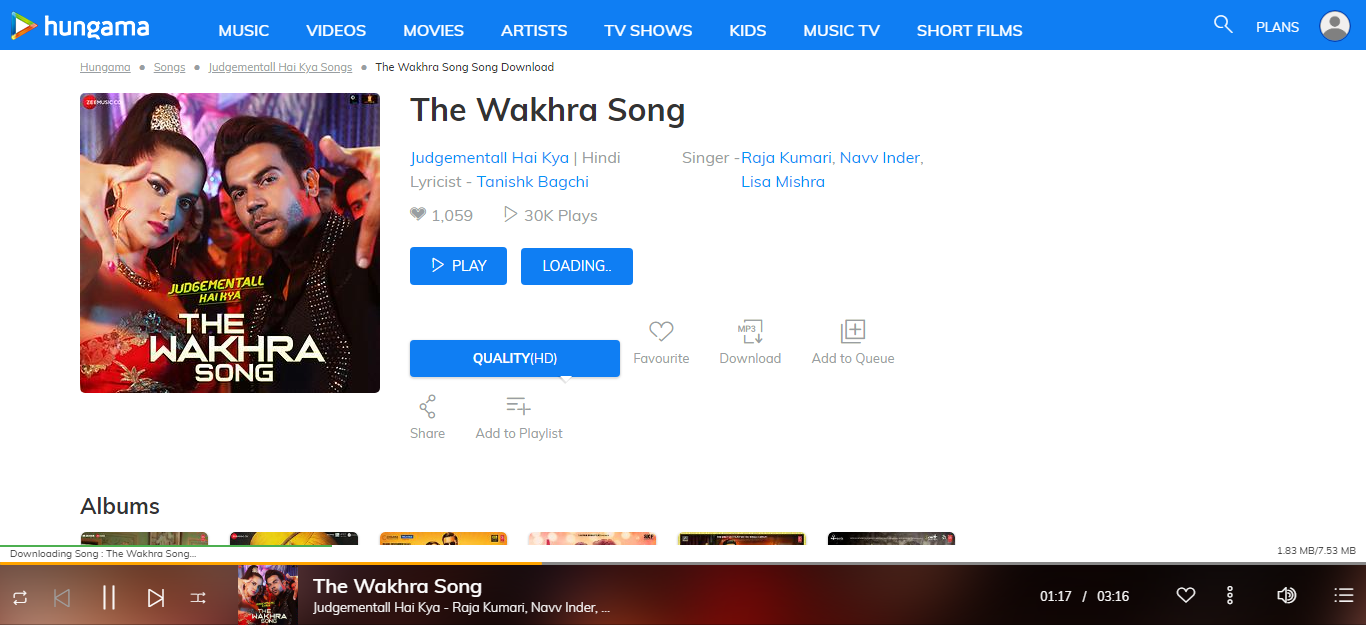 hungama
MUSIC VIDEOS MOVIES ARTISTS TV SHOWS KIDS MUSIC TV SHORT FILMS PLANS
Hungama • Songs • Judgementall Hai Kya Songs • The Wakhra Song Song Download
ZEE MUSIC CO.
JUDGEMENTALL
HAI KYA
THE
WAKHRA
SONG
The Wakhra Song
Judgementall Hai Kya | Hindi
Lyricist - Tanishk Bagchi
Singer -Raja Kumari, Navv Inder,
Lisa Mishra
1,059 30K Plays
PLAY LOADING..
QUALITY(HD)
Favourite
MP3
Download
Add to Queue
Share
Add to Playlist
Albums
Downloading Song : The Wakhra Song... 1.83 MB/7.53 MB
THE
WAKHRA
SONG
The Wakhra Song
Judgementall Hai Kya - Raja Kumari, Navv Inder, ...
01:17 / 03:16